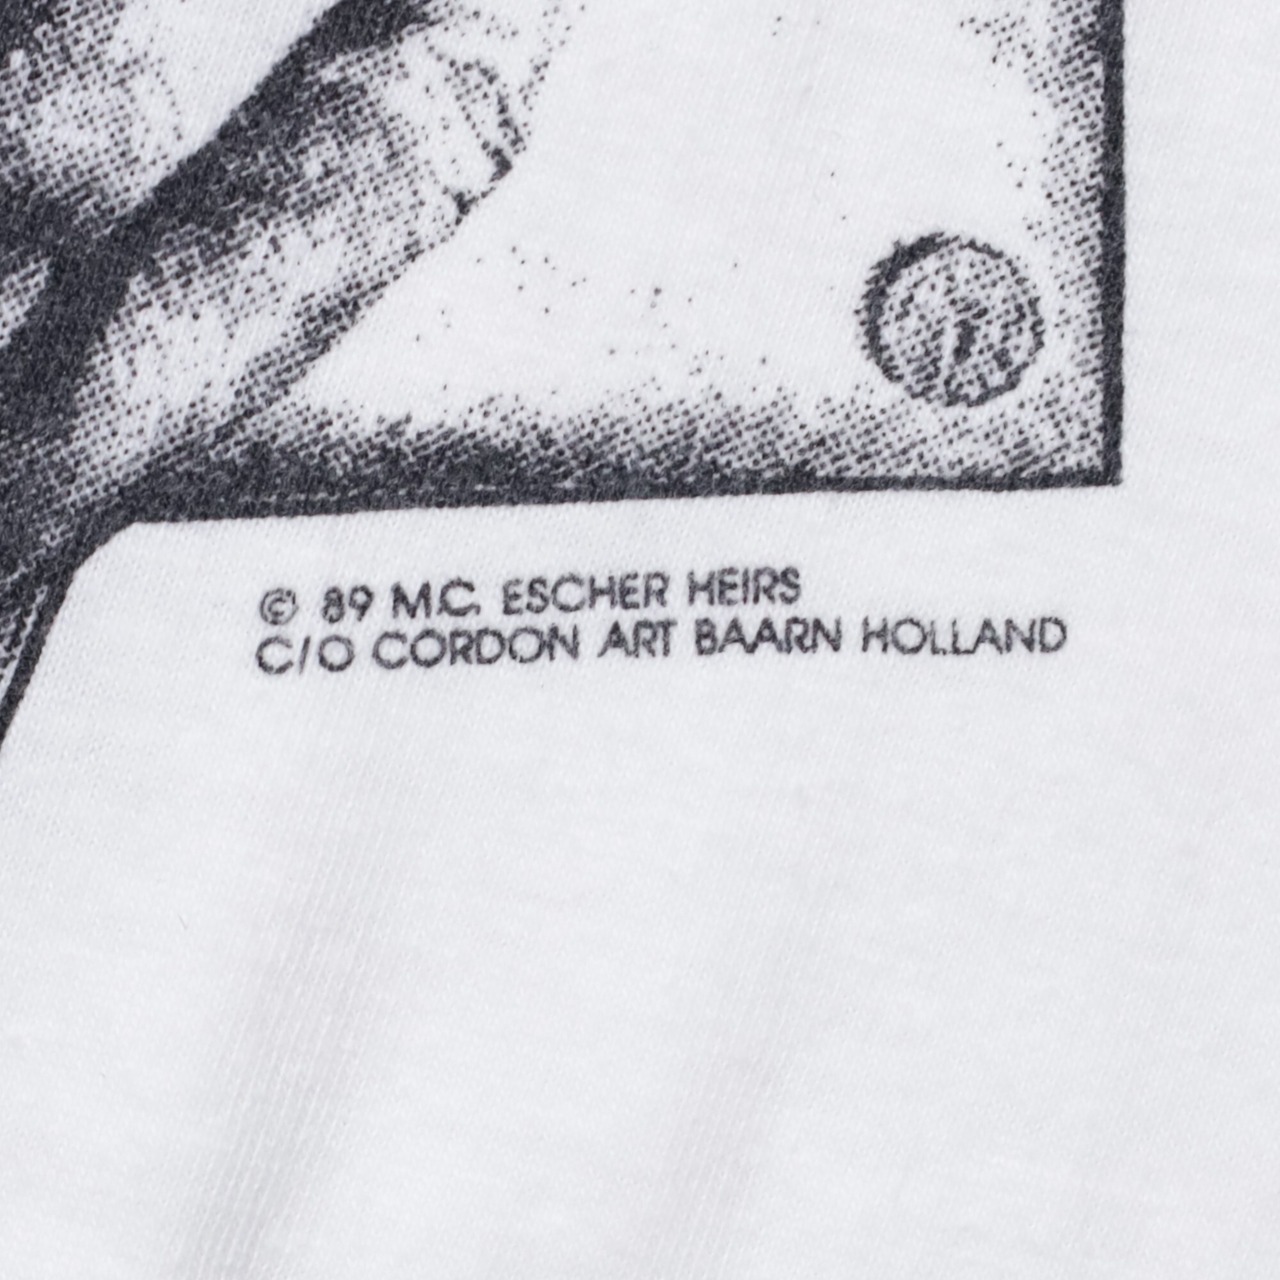 © 89 M.C. ESCHER HEIRS
C/O CORDON ART BAARN HOLLAND